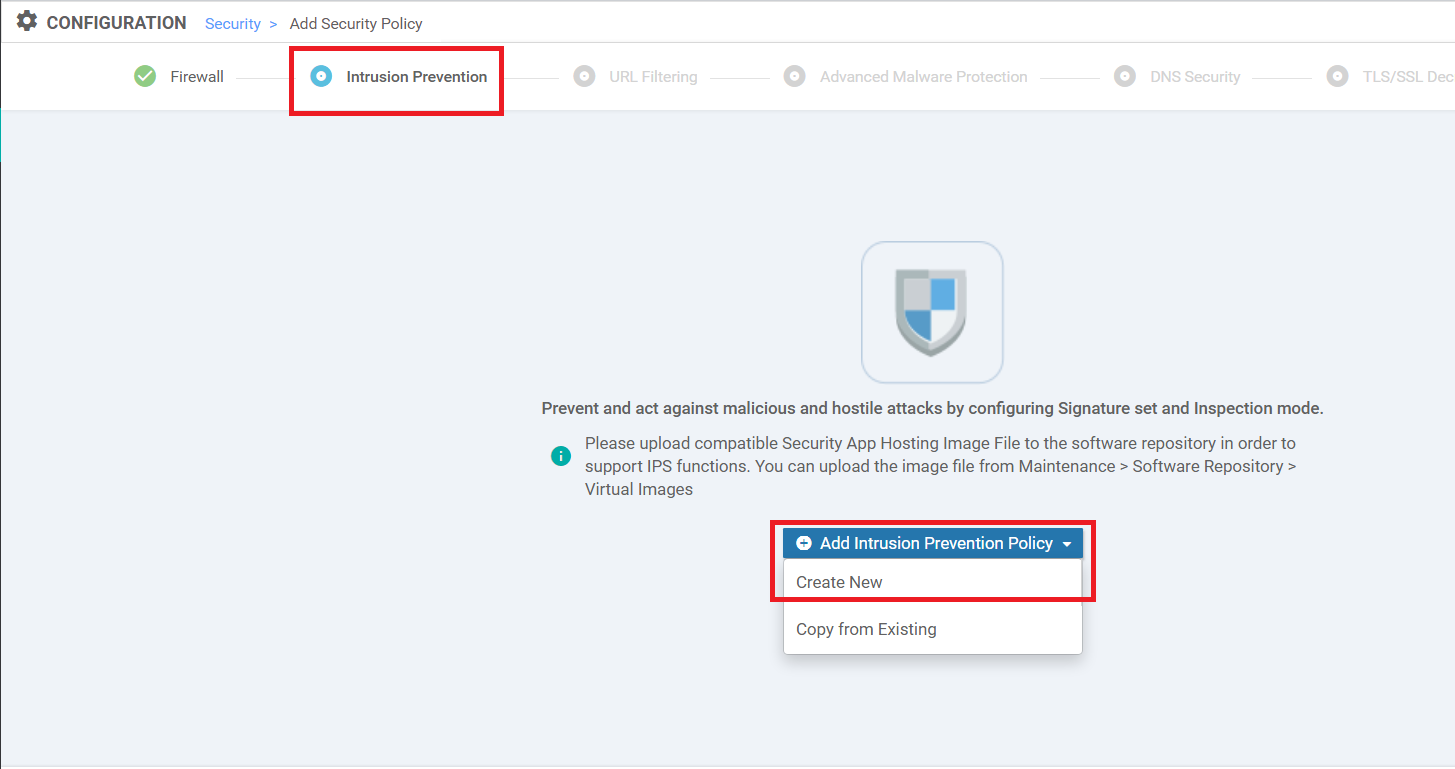 CONFIGURATION Security > Add Security Policy
Firewall Intrusion Prevention URL Filtering Advanced Malware Protection DNS Security TLS/SSL Dec
Prevent and act against malicious and hostile attacks by configuring Signature set and Inspection mode.
Please upload compatible Security App Hosting Image File to the software repository in order to
support IPS functions. You can upload the image file from Maintenance > Software Repository >
Virtual Images
Add Intrusion Prevention Policy
Create New
Copy from Existing